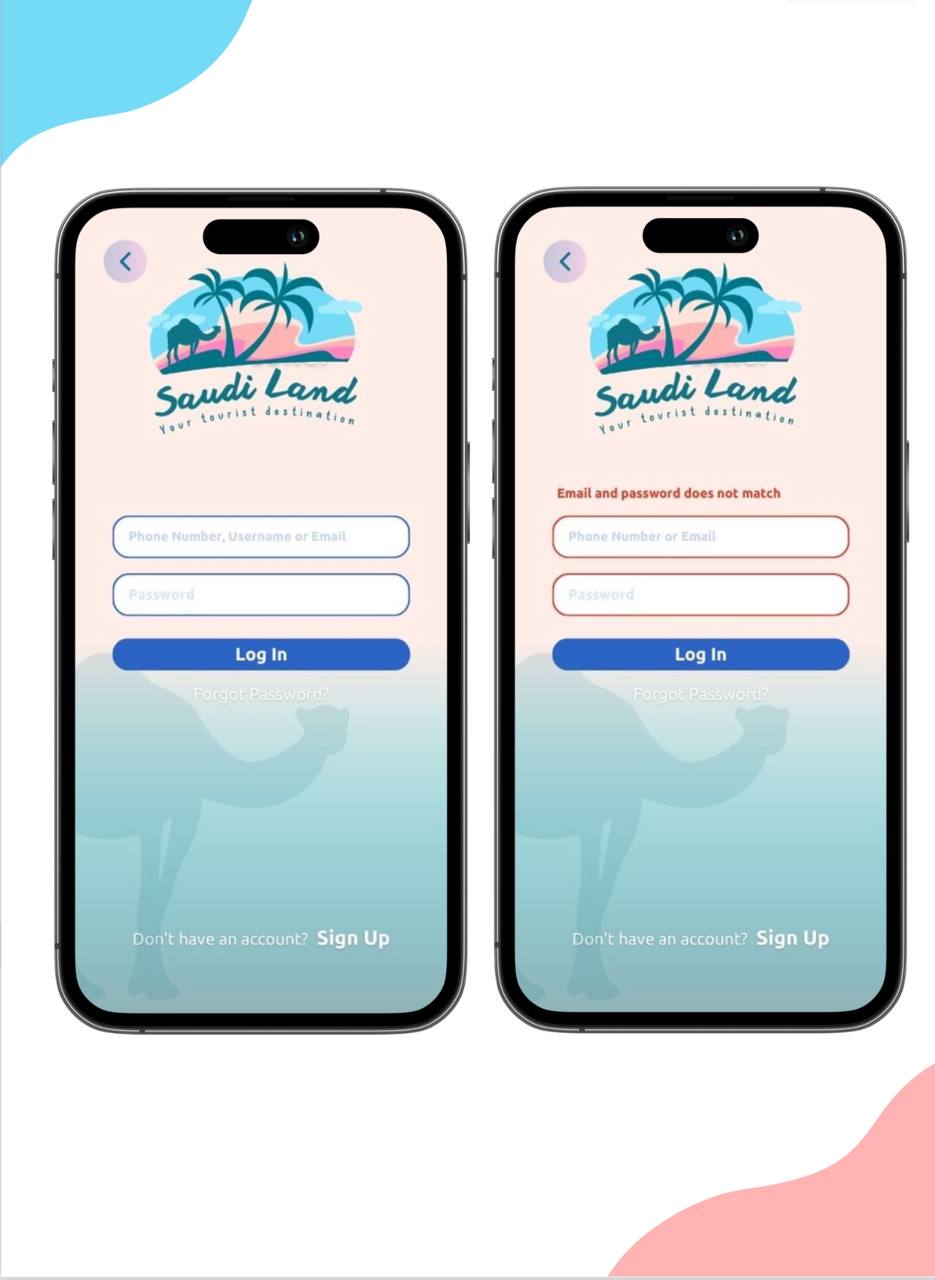 Saudi Land
Your tourist destination
Phone Number, Username or Email
Password
Log In
Forgot Password?
Don't have an account? Sign Up
Saudi Land
Your tourist destination
Email and password does not match
Phone Number or Email
Password
Log In
Forgot Password?
Don't have an account? Sign Up